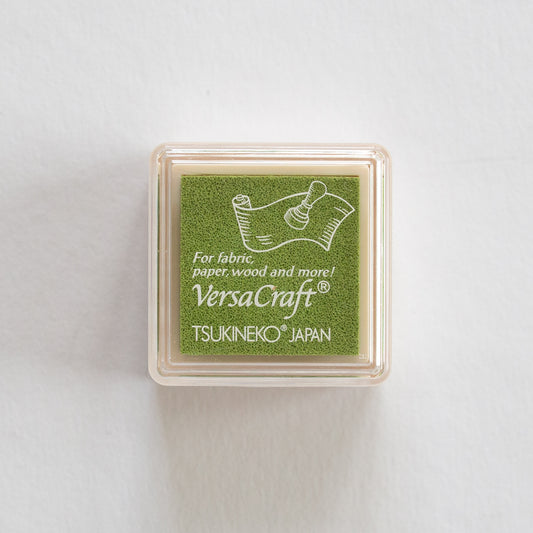 For fabric,
paper, wood and more!
VersaCraft®
TSUKINEKO® JAPAN